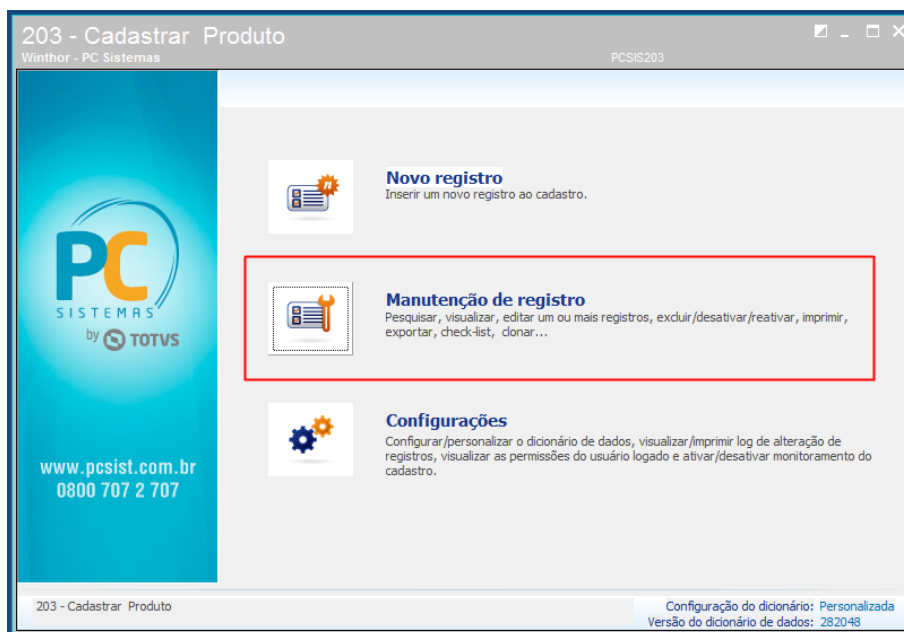 203 - Cadastrar Produto
Winthor - PC Sistemas
PCSIS203
Novo registro
Inserir um novo registro ao cadastro.
Manutenção de registro
Pesquisar, visualizar, editar um ou mais registros, excluir/desativar/reativar, imprimir,
exportar, check-list, clonar...
PC
SISTEMAS
by TOTVS
Configurações
Configurar/personalizar o dicionário de dados, visualizar/imprimir log de alteração de
registros, visualizar as permissões do usuário logado e ativar/desativar monitoramento do
cadastro.
www.pcsist.com.br
0800 707 2 707
203 - Cadastrar Produto
Configuração do dicionário: Personalizada
Versão do dicionário de dados: 282048